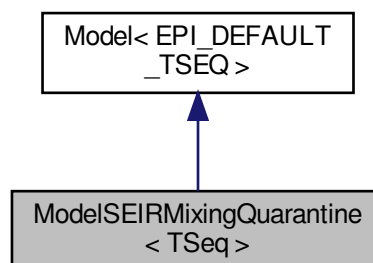 Model< EPI_DEFAULT
_TSEQ >
ModelSEIRMixingQuarantine
< TSeq >